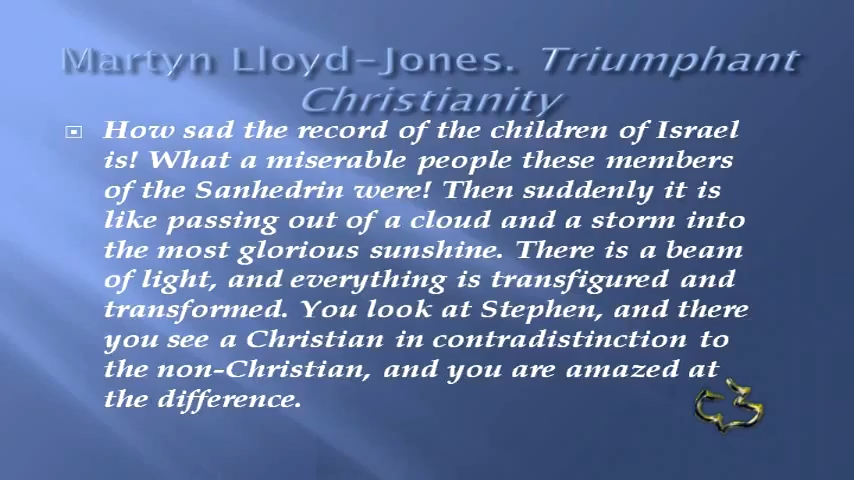 Martyn Lloyd-Jones. Triumphant
Christianity
How sad the record of the children of Israel
is! What a miserable people these members
of the Sanhedrin were! Then suddenly it is
like passing out of a cloud and a storm into
the most glorious sunshine. There is a beam
of light, and everything is transfigured and
transformed. You look at Stephen, and there
you see a Christian in contradistinction to
the non-Christian, and you are amazed at
the difference.